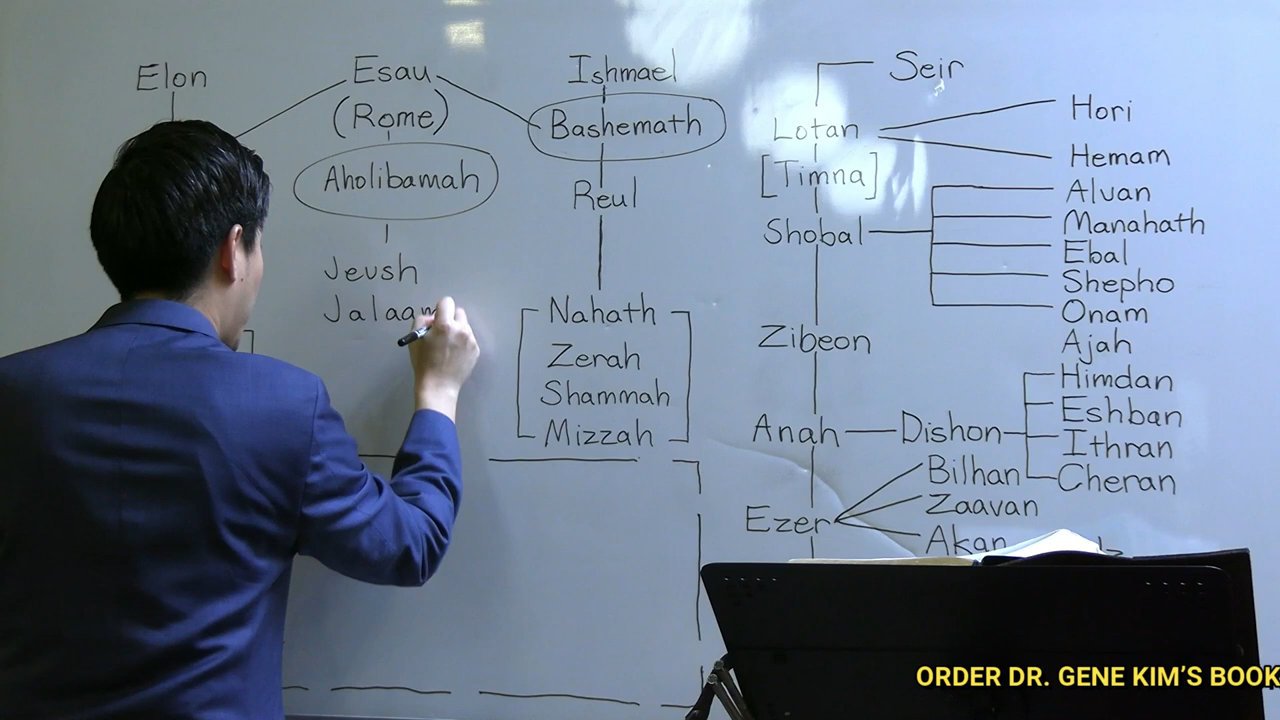 Elon
Esau
(Rome)
Aholibamah
Jeush
Jalaam
Ishmael
Bashemath
Reul
Nahath
Zerah
Shammah
Mizzah
Seir
Lotan
[Timna]
Hori
Hemam
Shobal
Alvan
Manahath
Ebal
Shepho
Onam
Zibeon
Ajah
Anah
Dishon
Himdan
Eshban
Ithran
Cheran
Ezer
Bilhan
Zaavan
Akan
ORDER DR. GENE KIM'S BOOK